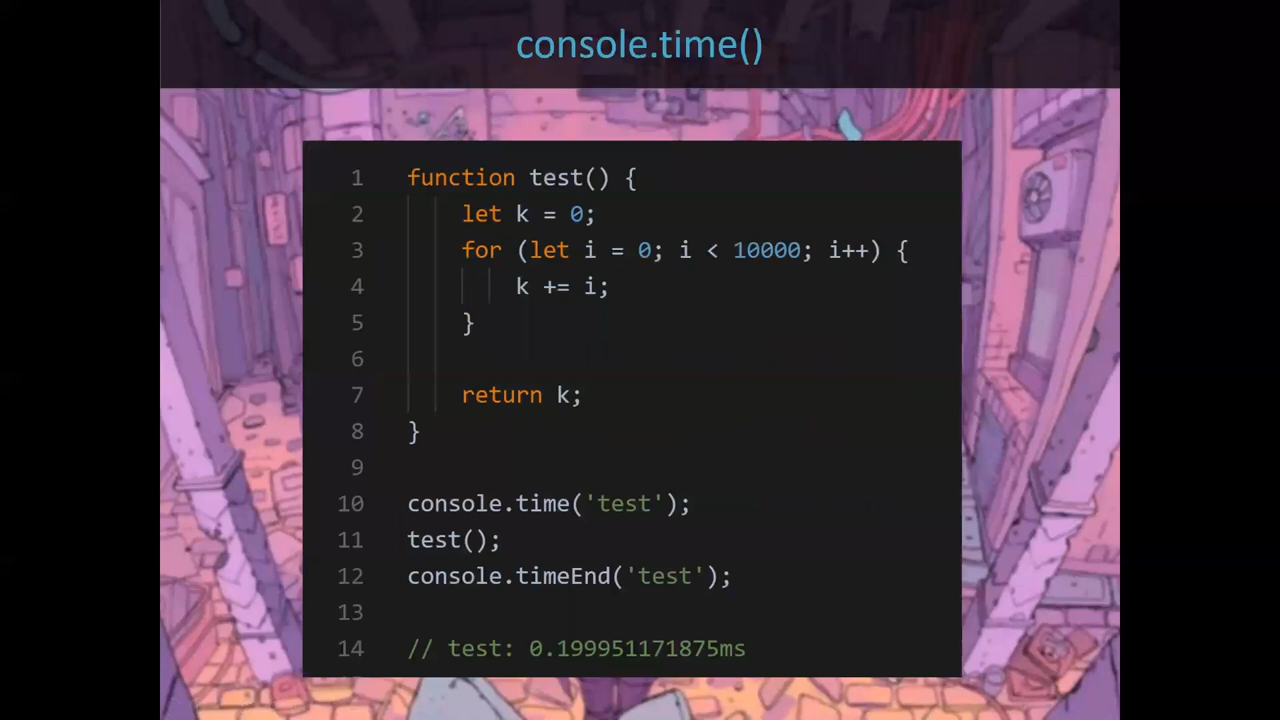 console.time()
1 function test() {
2 let k = 0;
3 for (let i = 0; i < 10000; i++) {
4 k += i;
5 }
6
7 return k;
8 }
9
10 console.time('test');
11 test();
12 console.timeEnd('test');
13
14 // test: 0.199951171875ms